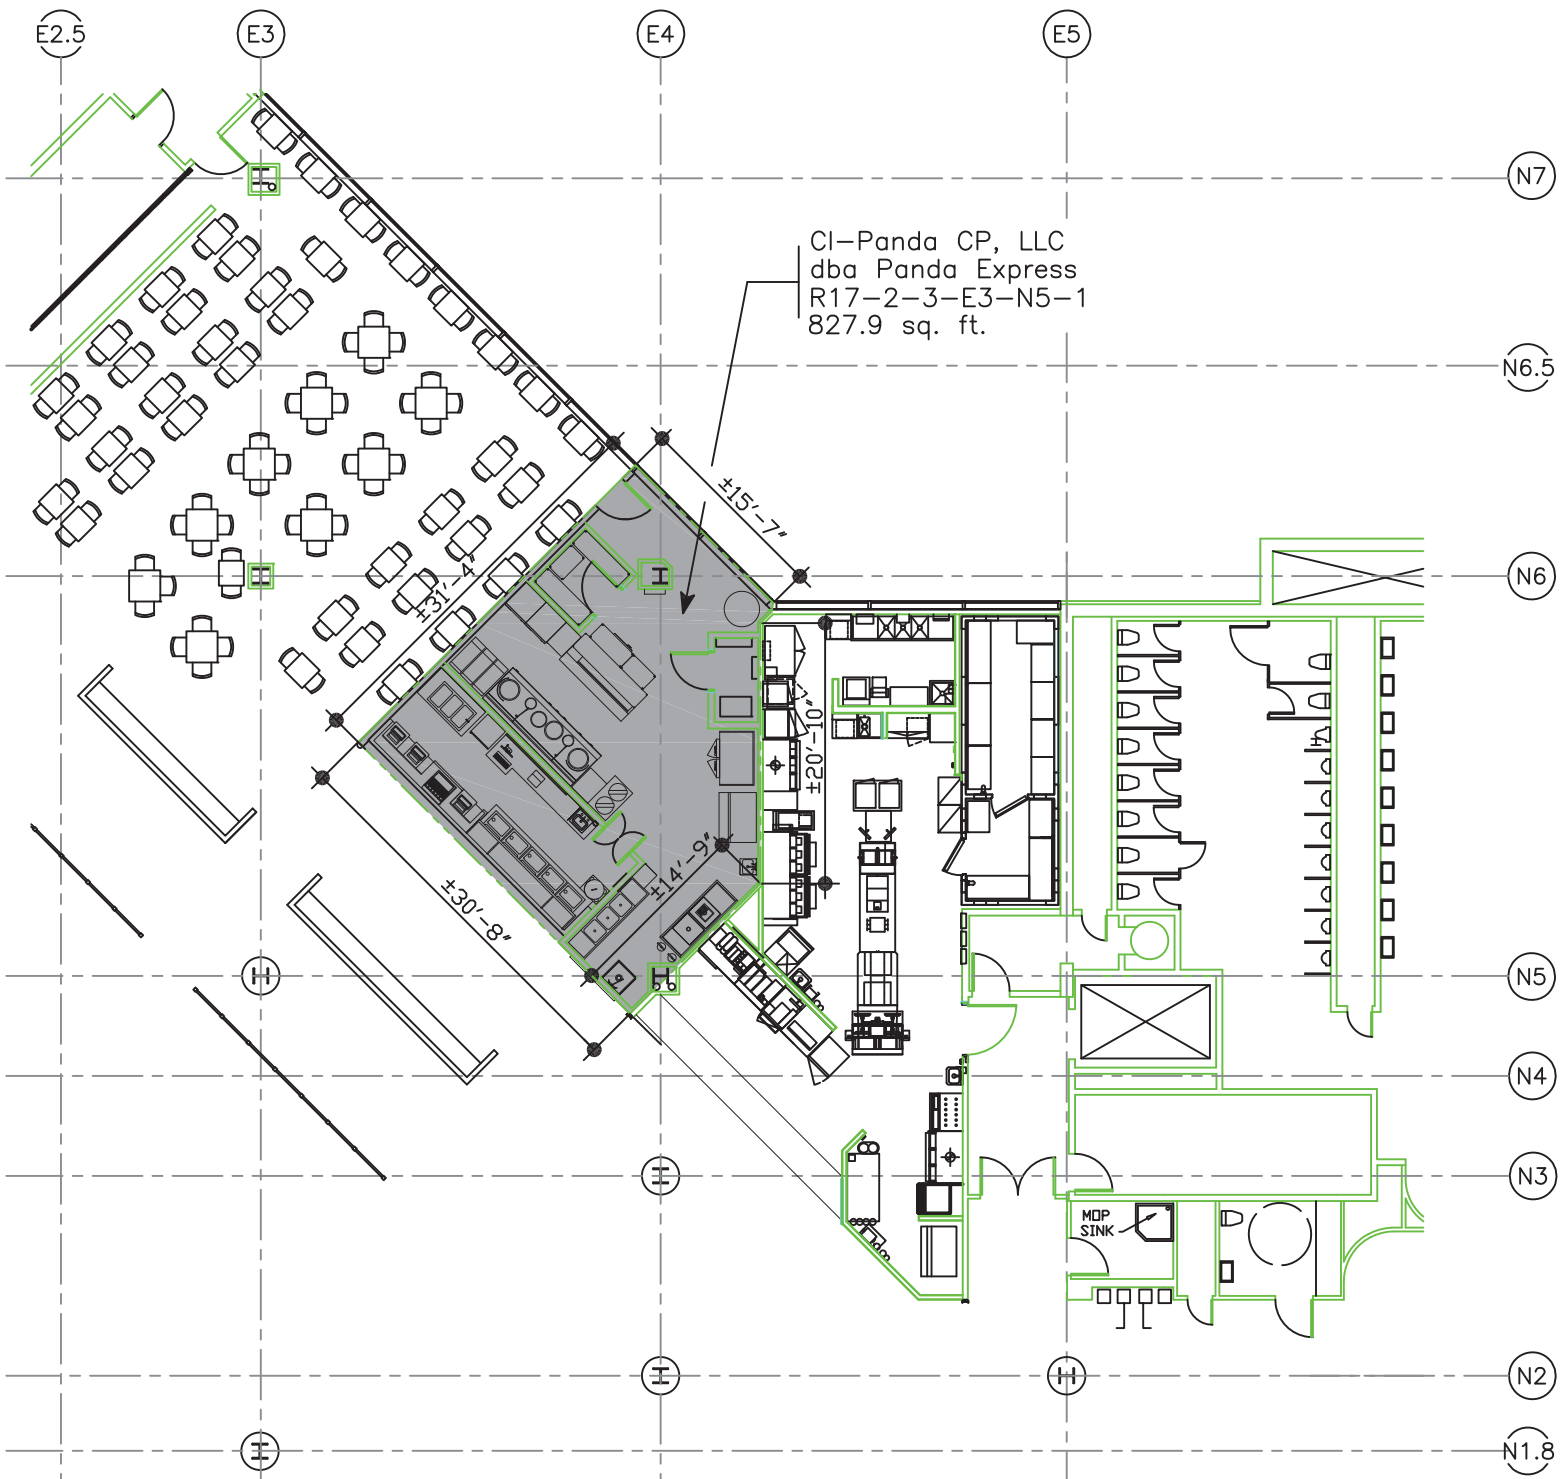 E2.5
E3
E4
E5
N7
CI-Panda CP, LLC
dba Panda Express
R17-2-3-E3-N5-1
827.9 sq. ft.
N6.5
±15'-7"
±31'-4"
N6
±20'-10"
±14'-9"
±30'-8"
N5
N4
N3
MOP
SINK
N2
N1.8